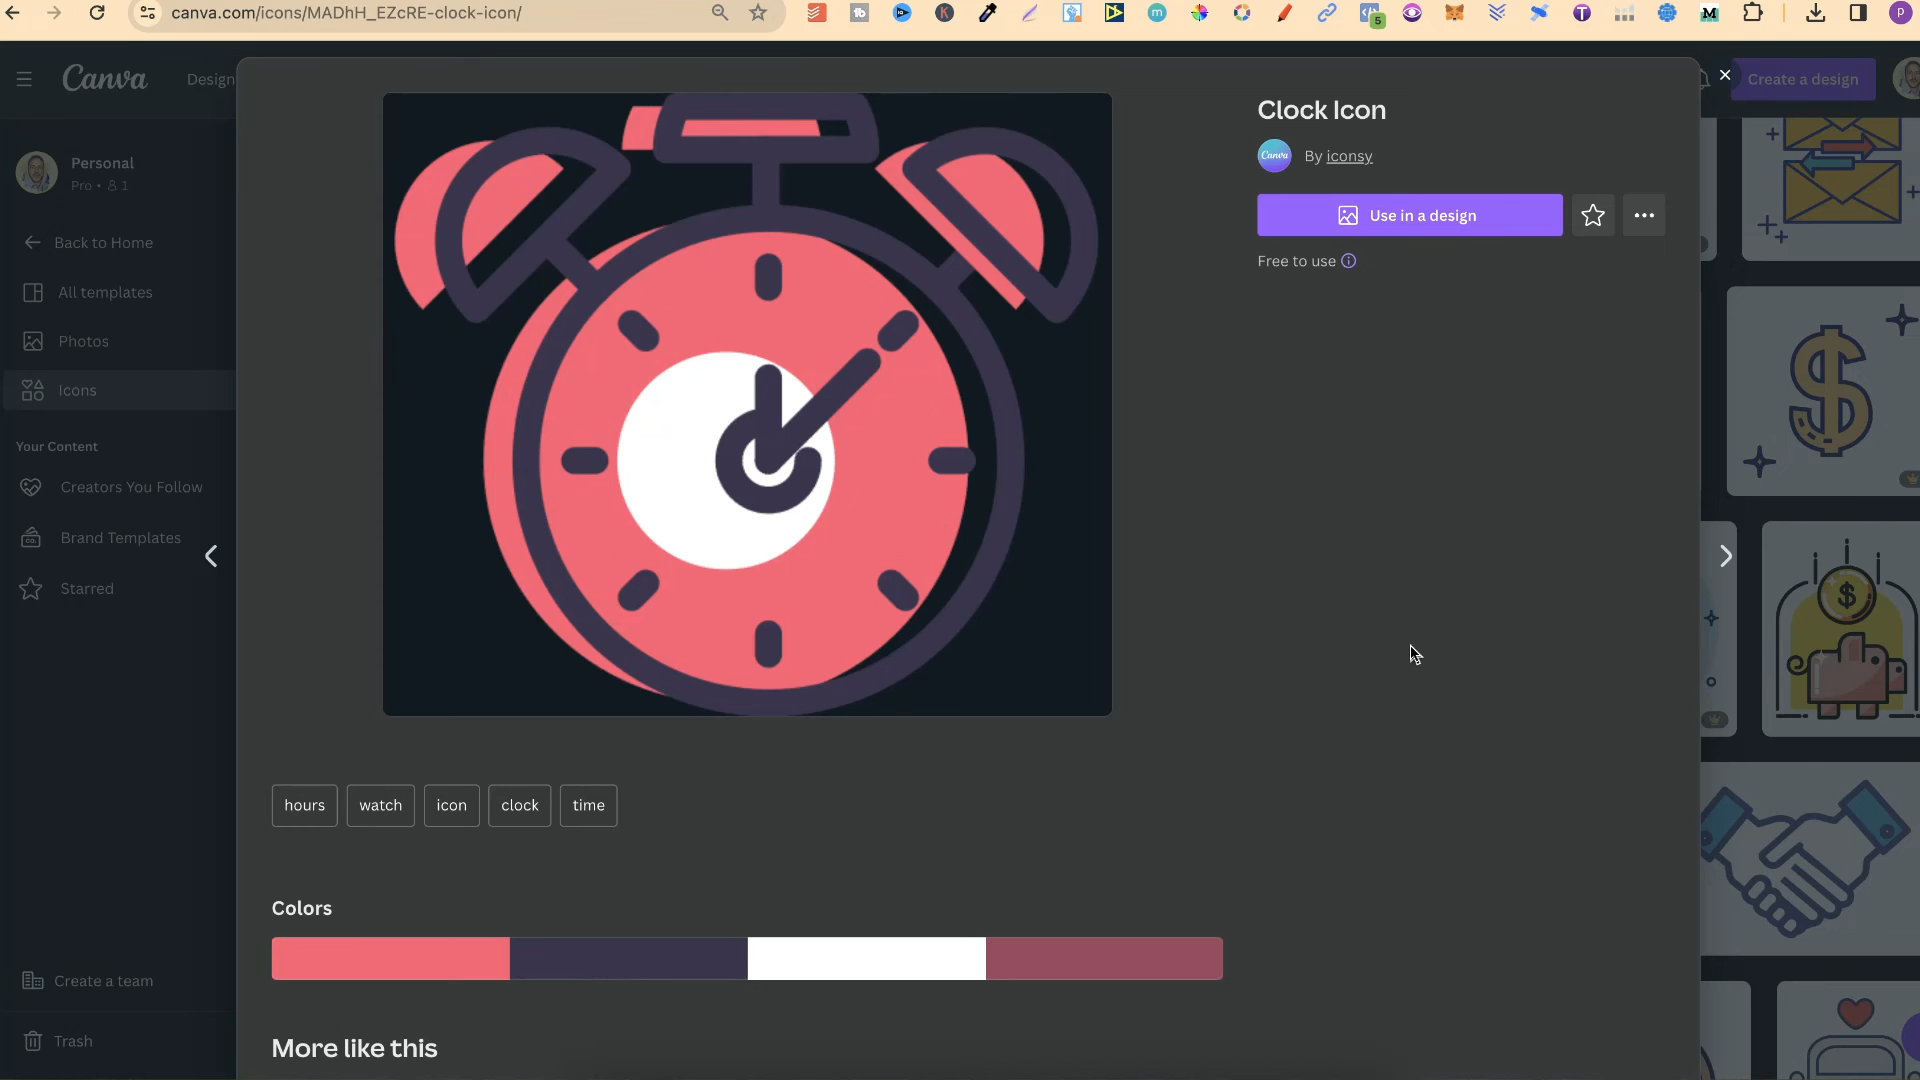 canva.com/icons/MADhH_EZcRE-clock-icon/
5
T
M
P
Canva
Design
Create a design
Personal
Pro • 1
Back to Home
All templates
Photos
Icons
Your Content
Creators You Follow
Brand Templates
Starred
Create a team
Trash
Clock Icon
Canva
By iconsy
Use in a design
Free to use
hours
watch
icon
clock
time
Colors
More like this